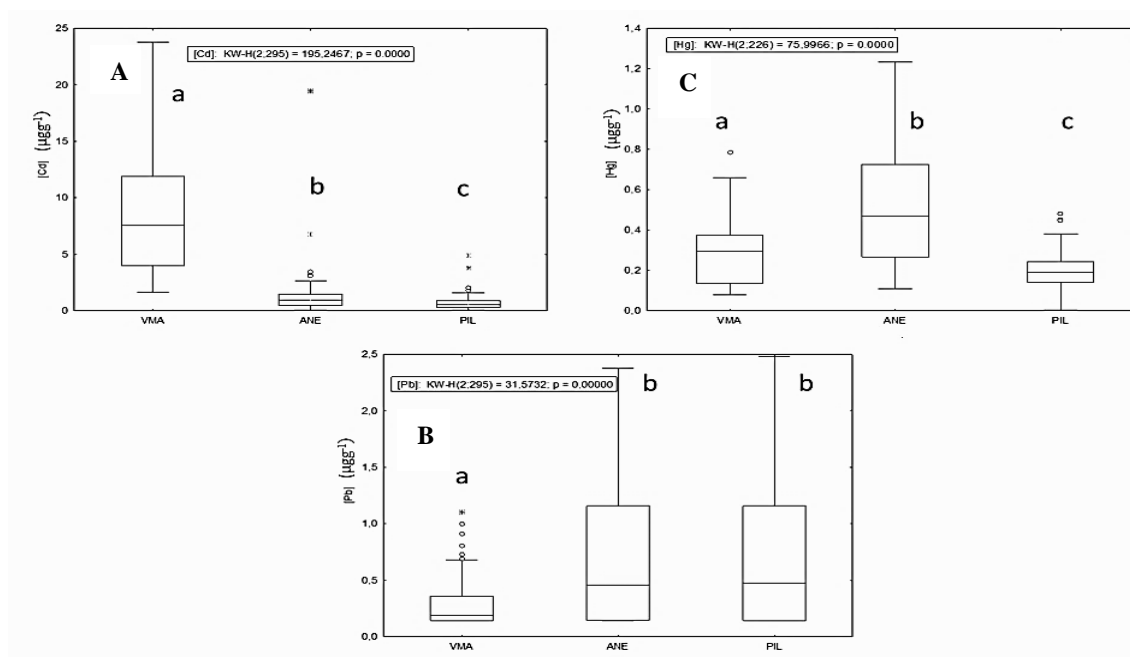 [Cd]: KW-H(2;295) = 195,2467; p = 0.0000
A
a
b
c
|Cd| (µgg⁻¹)
25
20
15
10
5
0
VMA ANE PIL
[Hg]: KW-H(2;226) = 75,9966; p = 0.0000
C
a
b
c
[Hg] (µgg⁻¹)
1,4
1,2
1,0
0,8
0,6
0,4
0,2
0,0
VMA ANE PIL
[Pb]: KW-H(2;295) = 31,5732; p = 0,00000
B
a
b
b
|Pb| (µgg⁻¹)
2,5
2,0
1,5
1,0
0,5
0,0
VMA ANE PIL